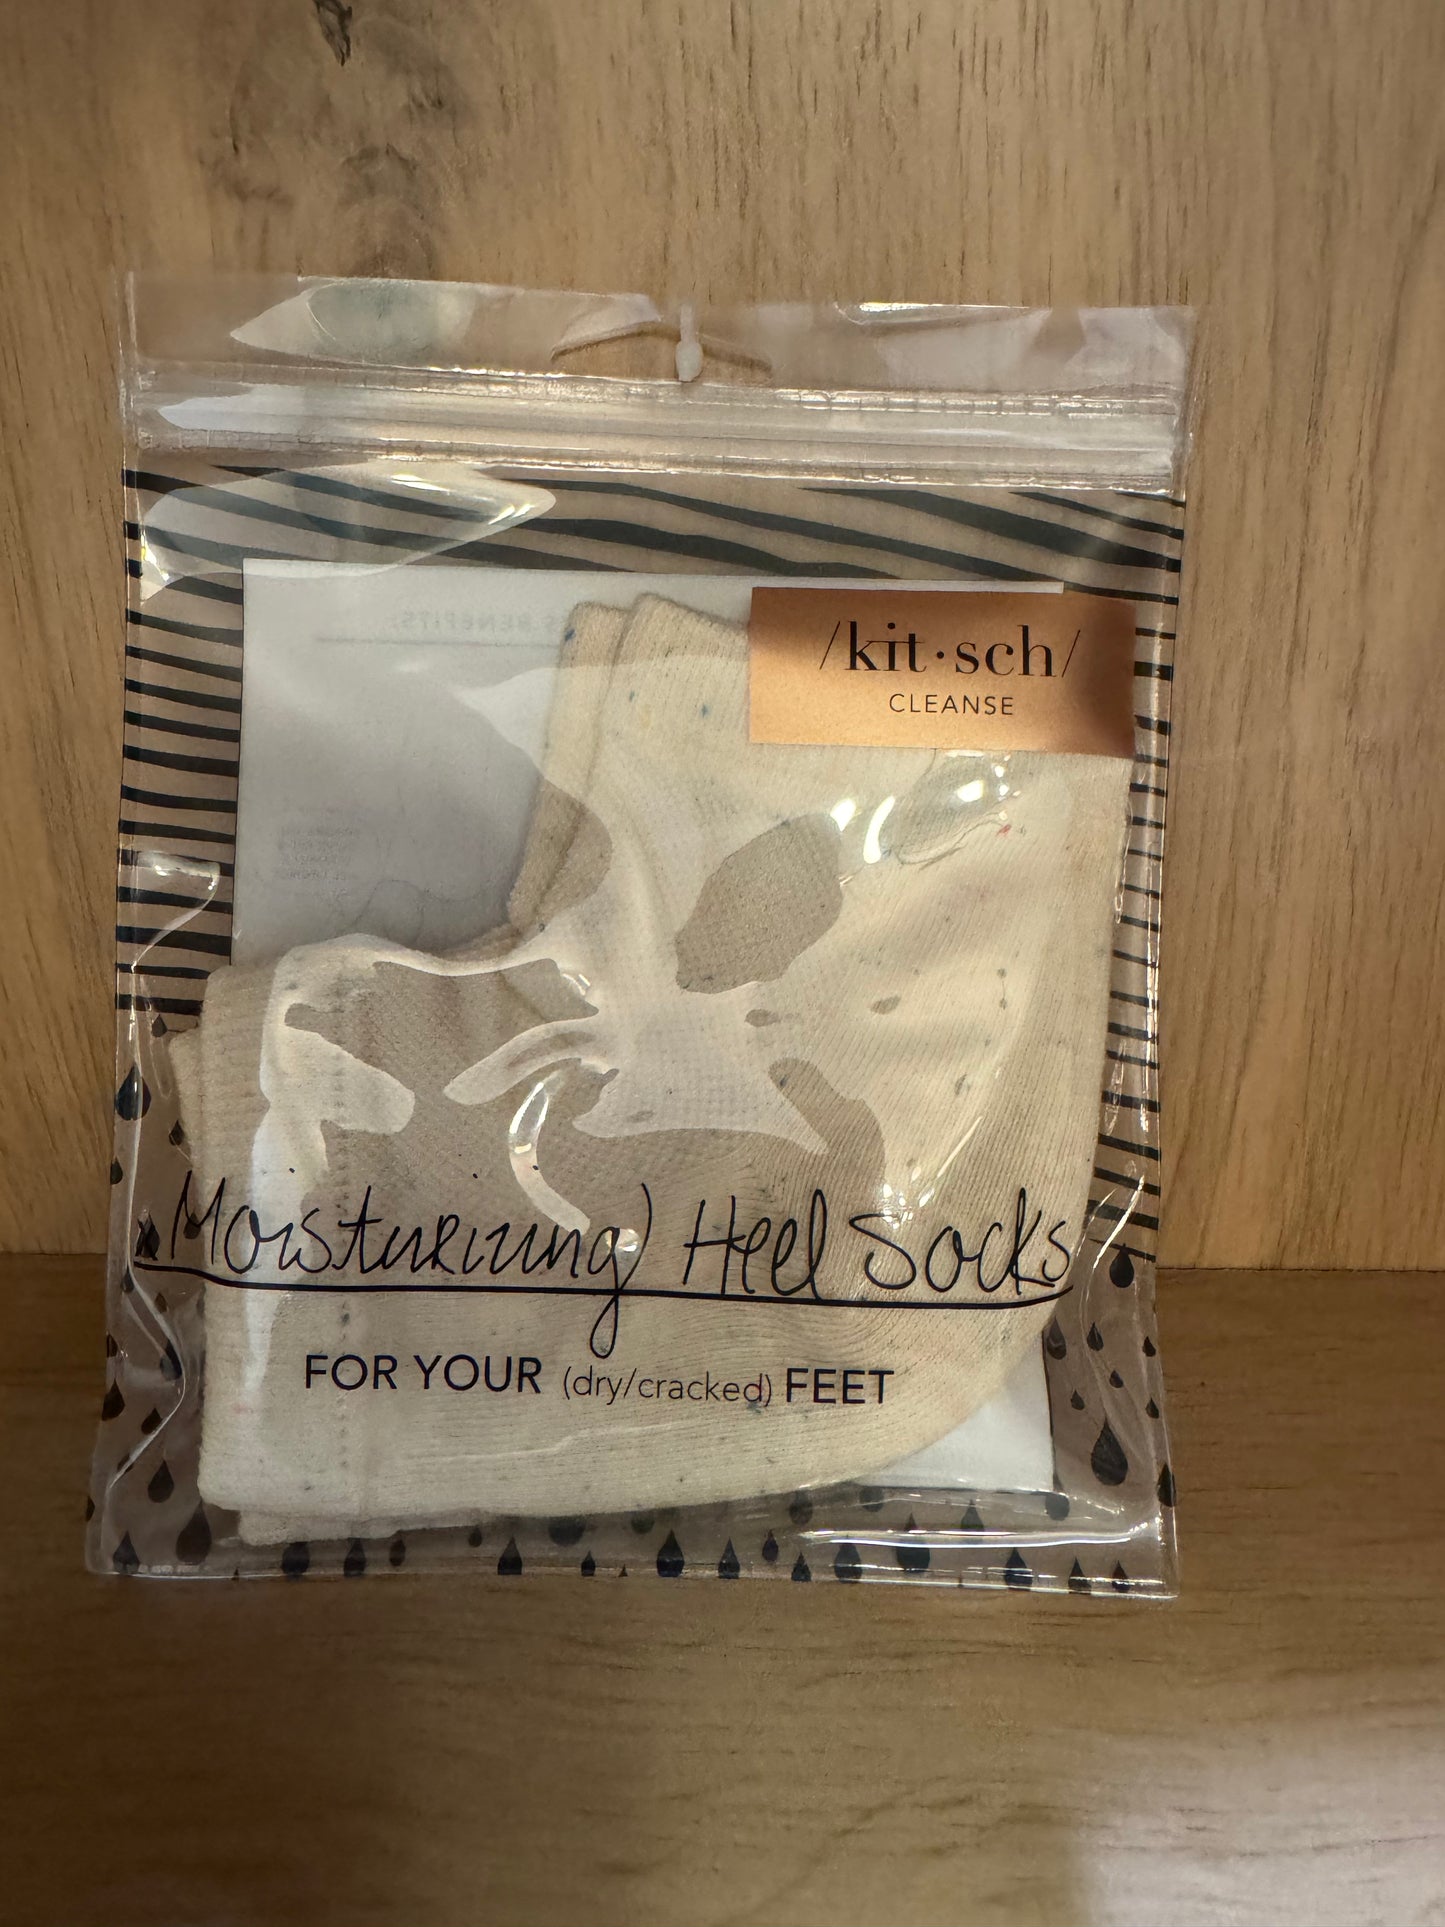 /kit·sch/
CLEANSE
Moisturizing Heel Socks
FOR YOUR (dry/cracked) FEET